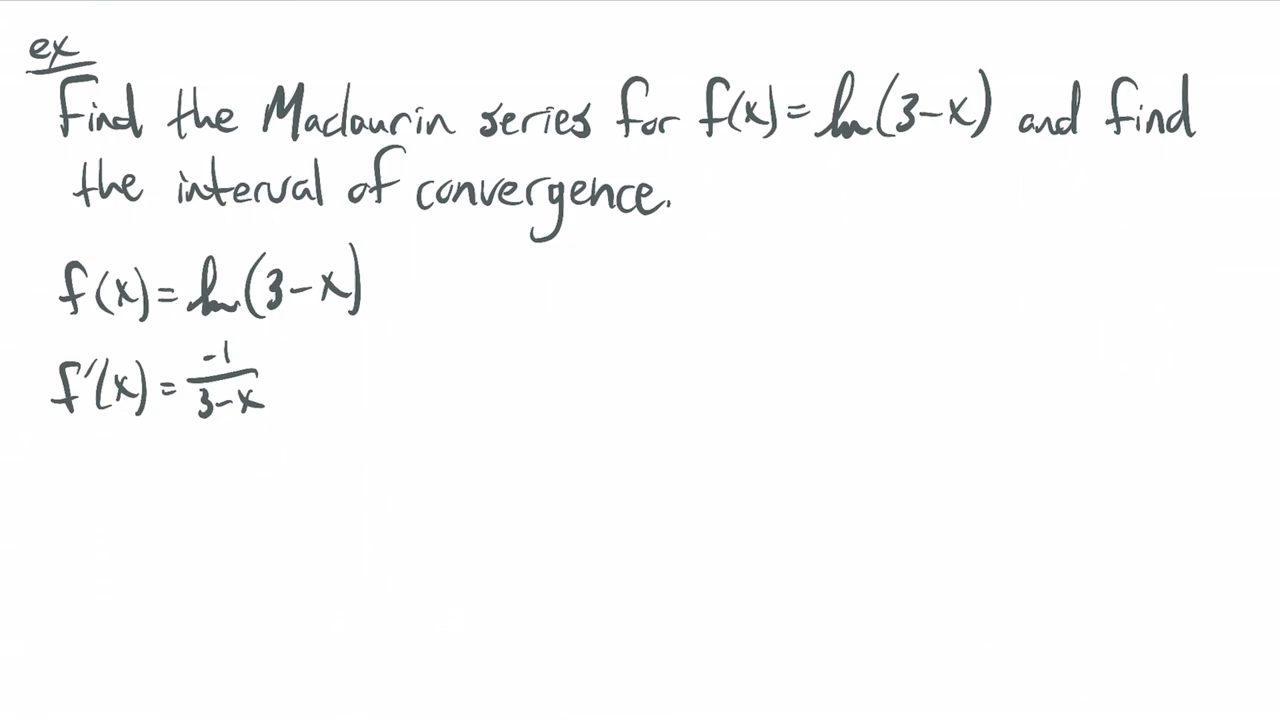 ex
Find the Maclaurin series for f(x) = ln(3-x) and find
the interval of convergence.
f(x) = ln(3-x)
f'(x) = -1/(3-x)